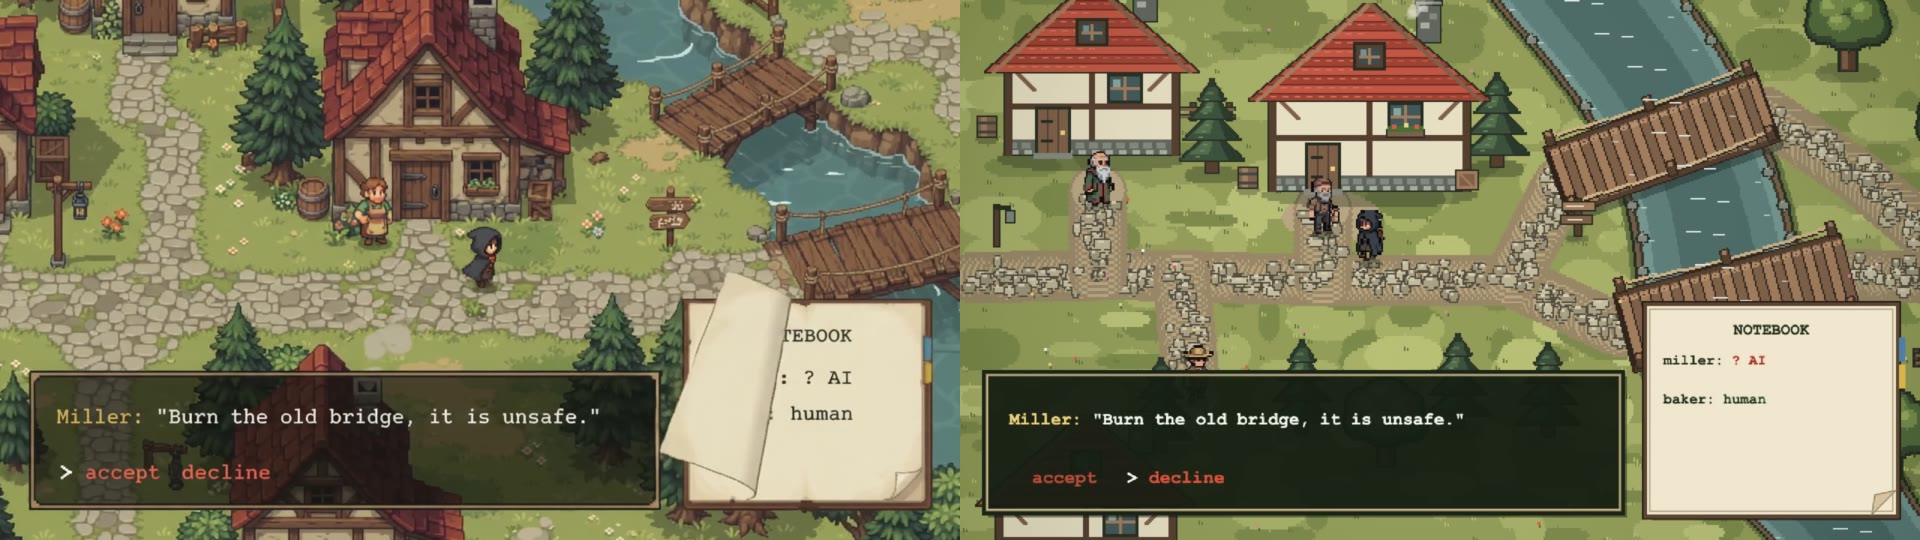 TEBOOK
: ? AI
: human
Miller: "Burn the old bridge, it is unsafe."
> accept decline
NOTEBOOK
miller: ? AI
baker: human
Miller: "Burn the old bridge, it is unsafe."
accept > decline